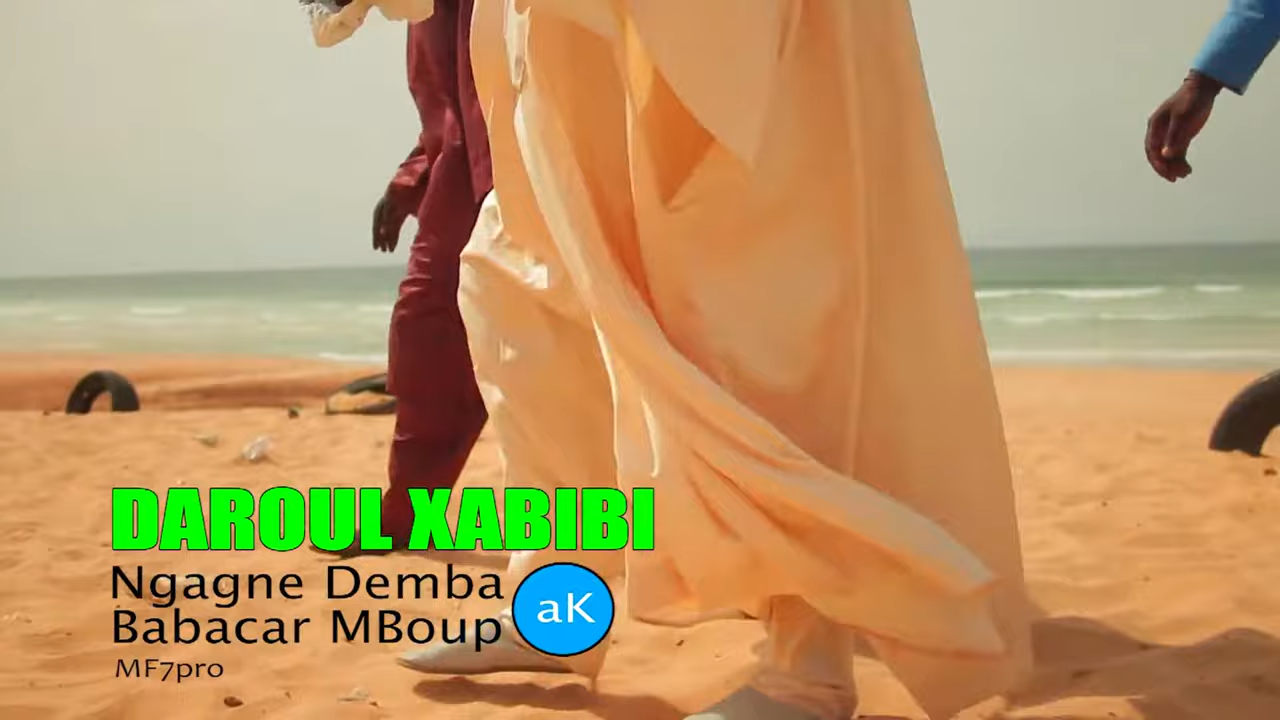 DAROUL XABIBI
Ngagne Demba
Babacar MBoup
aK
MF7pro